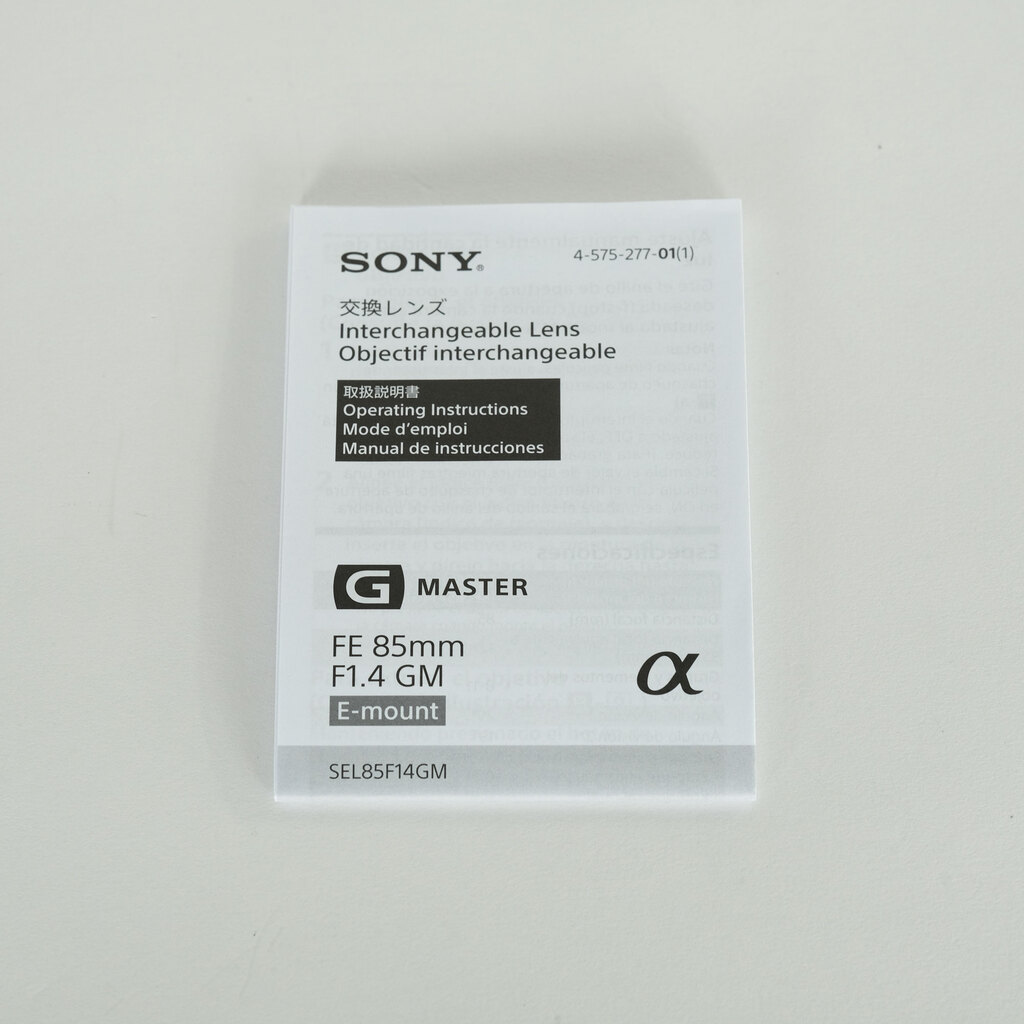 SONY®
4-575-277-01(1)
交換レンズ
Interchangeable Lens
Objectif interchangeable
取扱説明書
Operating Instructions
Mode d'emploi
Manual de instrucciones
G MASTER
FE 85mm
F1.4 GM
α
E-mount
SEL85F14GM